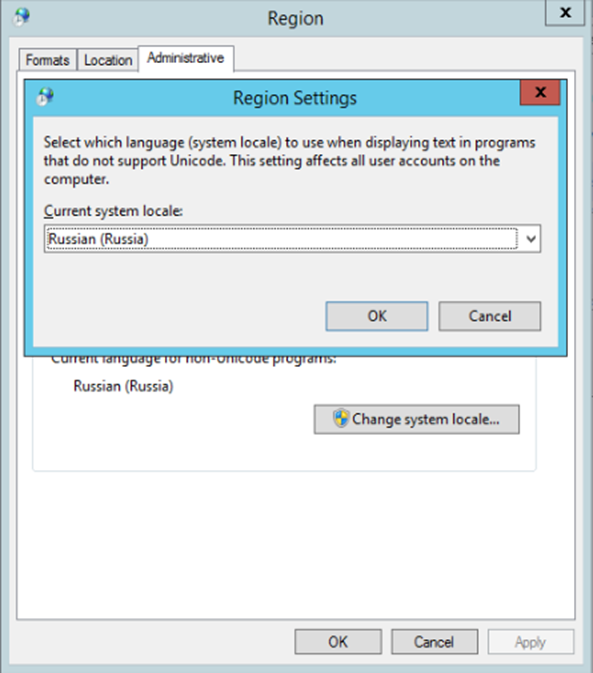 Region
x
Formats Location Administrative
Region Settings
x
Select which language (system locale) to use when displaying text in programs
that do not support Unicode. This setting affects all user accounts on the
computer.
Current system locale:
Russian (Russia)
OK Cancel
Current language for non-Unicode programs:
Russian (Russia)
Change system locale...
OK Cancel Apply